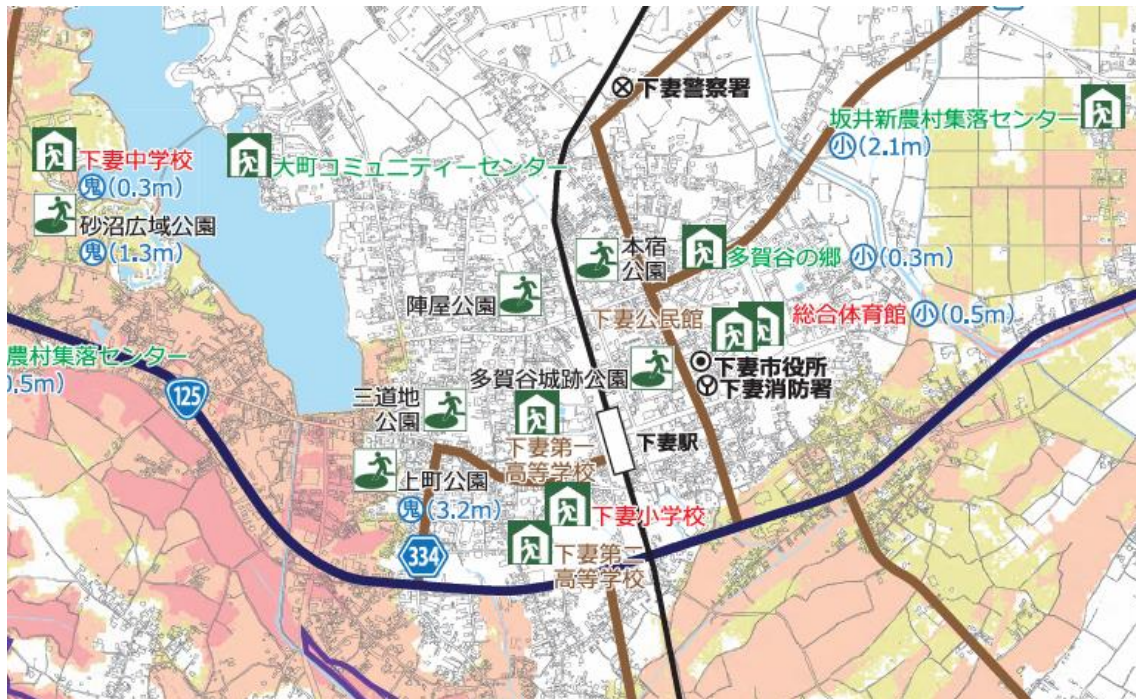 下妻警察署
坂井新農村集落センター
小(2.1m)
下妻中学校
鬼(0.3m)
大町コミュニティーセンター
砂沼広域公園
鬼(1.3m)
本宿
公園
多賀谷の郷 小(0.3m)
陣屋公園
下妻公民館
総合体育館 小(0.5m)
農村集落センター
0.5m)
下妻市役所
下妻消防署
多賀谷城跡公園
125
三道地
公園
下妻第一
高等学校
下妻駅
上町公園
鬼(3.2m)
下妻小学校
334
下妻第二
高等学校